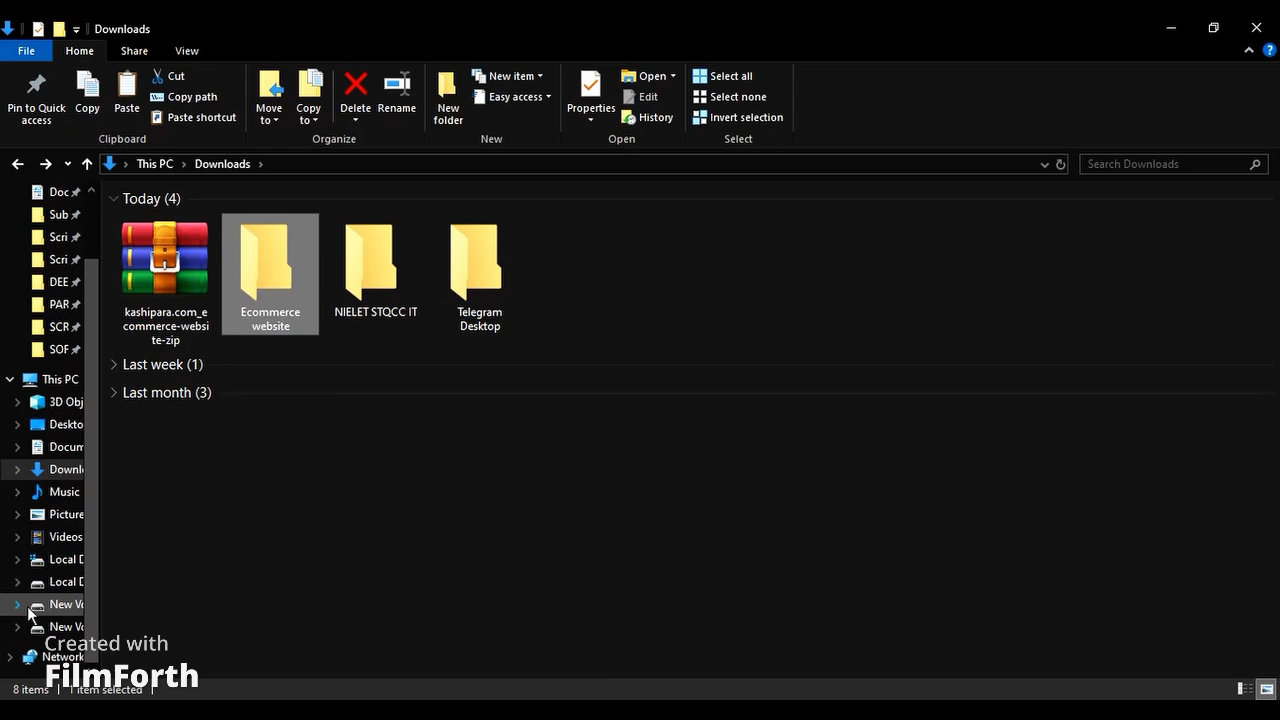 Downloads
File Home Share View
Pin to Quick access
Copy
Paste
Cut
Copy path
Paste shortcut
Clipboard
Move to
Copy to
Delete
Rename
Organize
New folder
New item
Easy access
New
Properties
Open
Edit
History
Open
Select all
Select none
Invert selection
Select
This PC Downloads
Search Downloads
Doc
Sub
Scri
Scri
DEE
PAR
SCR
SOF
This PC
3D Obj
Deskto
Docum
Downl
Music
Picture
Videos
Local D
Local D
New Vo
New Vo
Network
Today (4)
kashipara.com_e
commerce-websi
te-zip
Ecommerce
website
NIELET STQCC IT
Telegram
Desktop
Last week (1)
Last month (3)
Created with
FilmForth
8 items 1 item selected